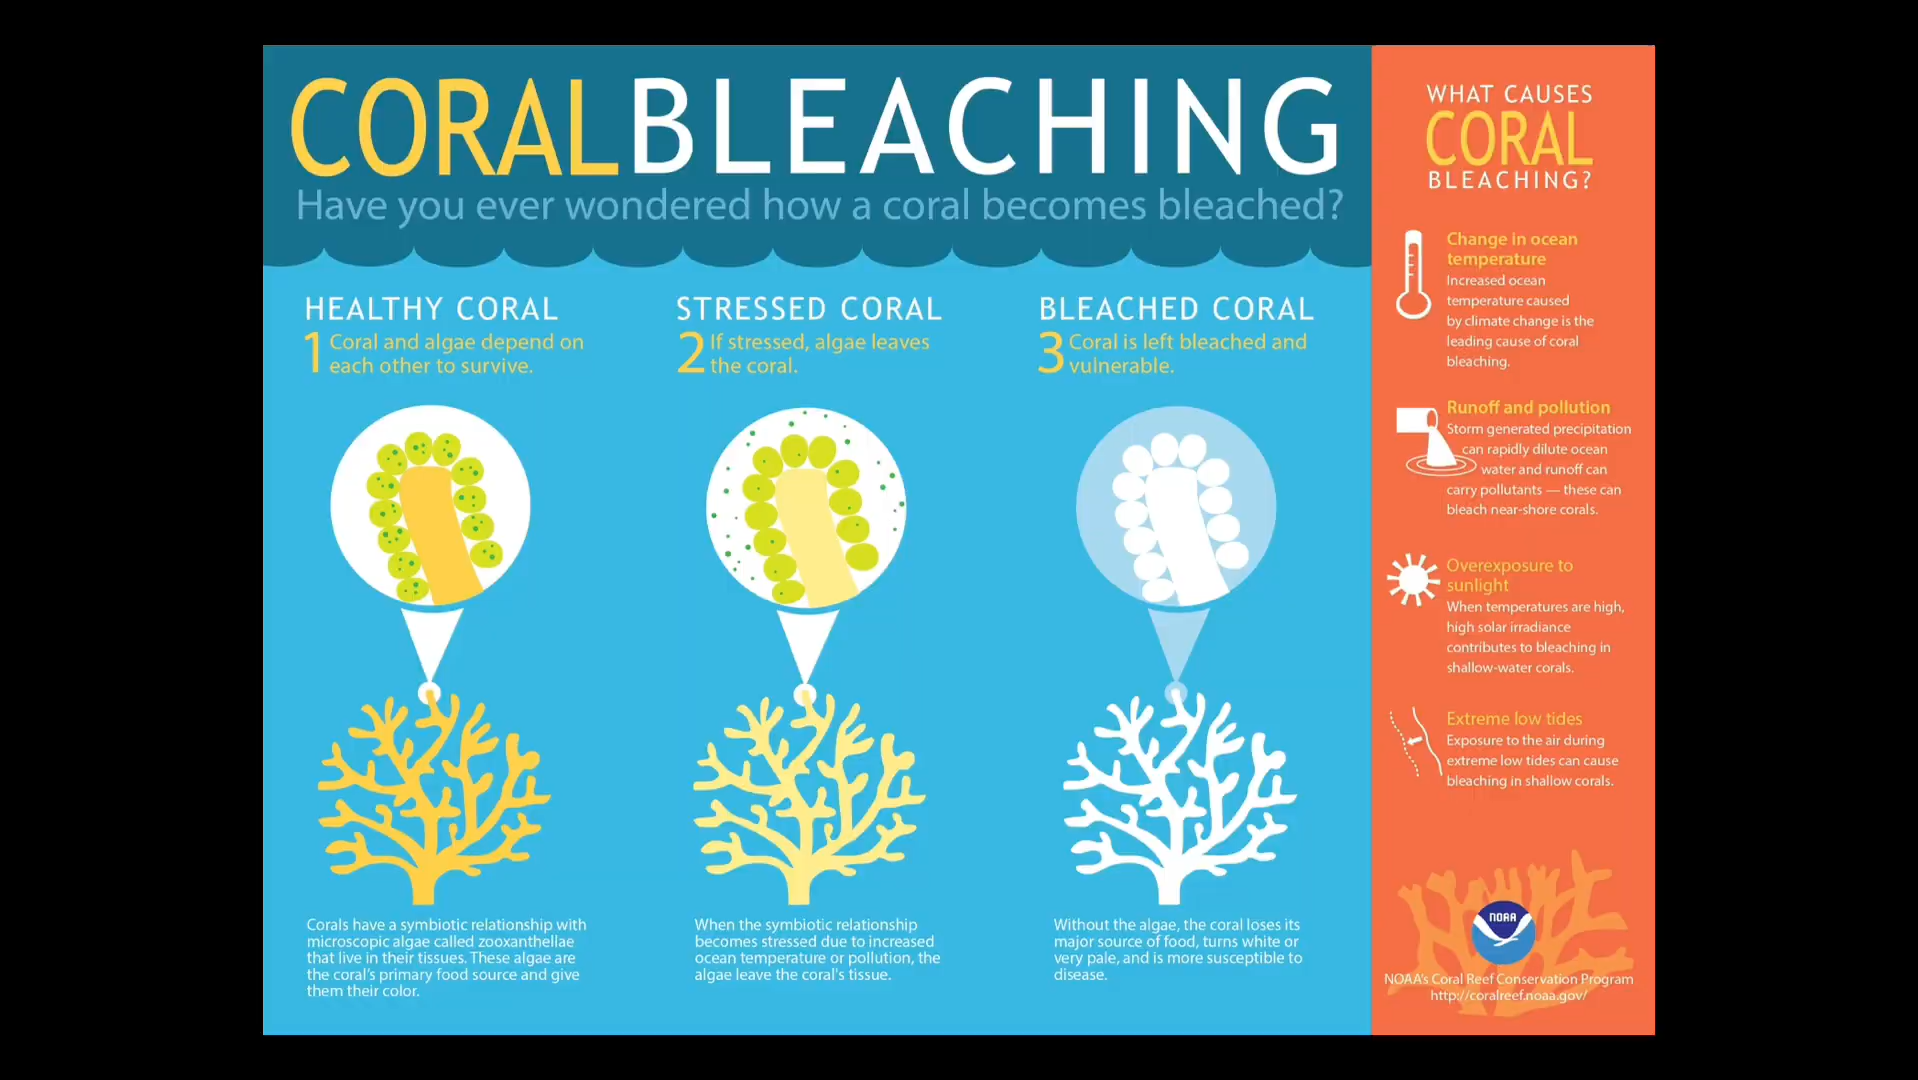 CORALBLEACHING
Have you ever wondered how a coral becomes bleached?
HEALTHY CORAL
1 Coral and algae depend on
each other to survive.
Corals have a symbiotic relationship with
microscopic algae called zooxanthellae
that live in their tissues. These algae are
the coral's primary food source and give
them their color.
STRESSED CORAL
2 If stressed, algae leaves
the coral.
When the symbiotic relationship
becomes stressed due to increased
ocean temperature or pollution, the
algae leave the coral's tissue.
BLEACHED CORAL
3 Coral is left bleached and
vulnerable.
Without the algae, the coral loses its
major source of food, turns white or
very pale, and is more susceptible to
disease.
WHAT CAUSES
CORAL
BLEACHING?
Change in ocean
temperature
Increased ocean
temperature caused
by climate change is the
leading cause of coral
bleaching.
Runoff and pollution
Storm generated precipitation
can rapidly dilute ocean
water and runoff can
carry pollutants — these can
bleach near-shore corals.
Overexposure to
sunlight
When temperatures are high,
high solar irradiance
contributes to bleaching in
shallow-water corals.
Extreme low tides
Exposure to the air during
extreme low tides can cause
bleaching in shallow corals.
NOAA
NOAA's Coral Reef Conservation Program
http://coralreef.noaa.gov/